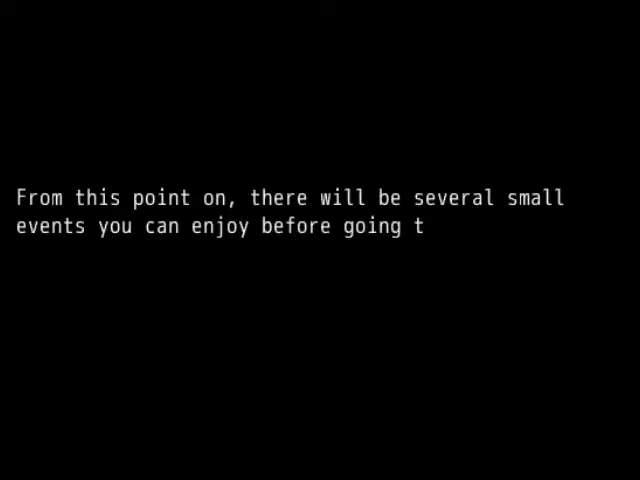 From this point on, there will be several small
events you can enjoy before going t